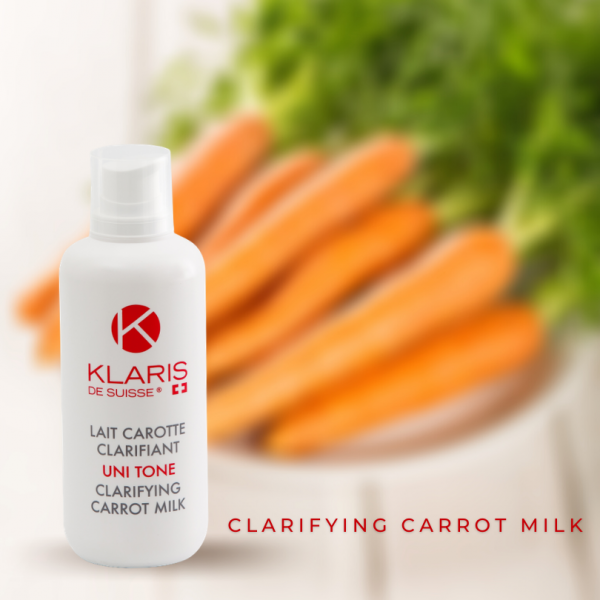 K
KLARIS
DE SUISSE®
LAIT CAROTTE
CLARIFIANT
UNI TONE
CLARIFYING
CARROT MILK
CLARIFYING CARROT MILK